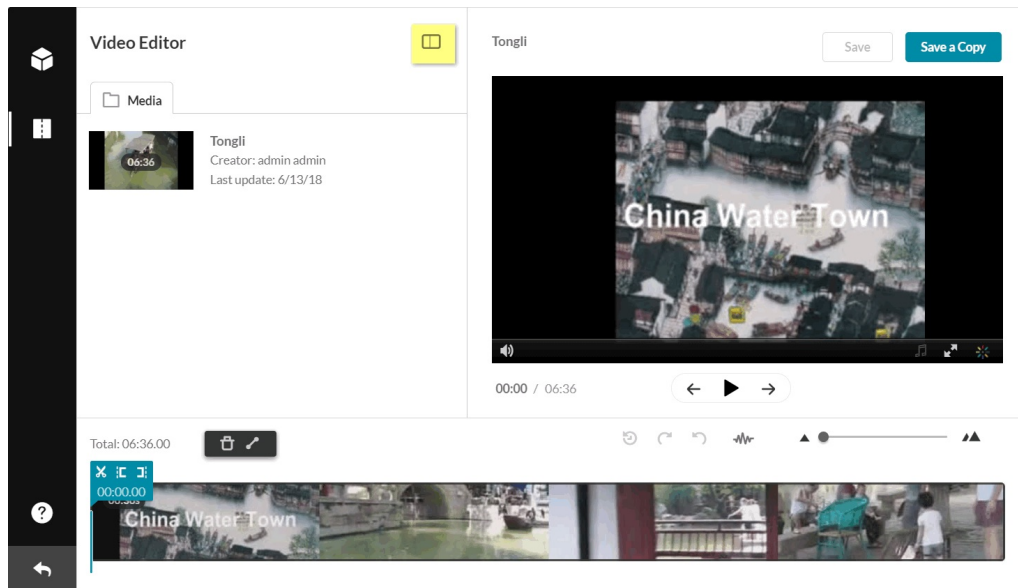 Video Editor
Media
06:36
Tongli
Creator: admin admin
Last update: 6/13/18
Tongli
Save
Save a Copy
China Water Town
00:00 / 06:36
Total: 06:36.00
00:00.00
China Water Town
?